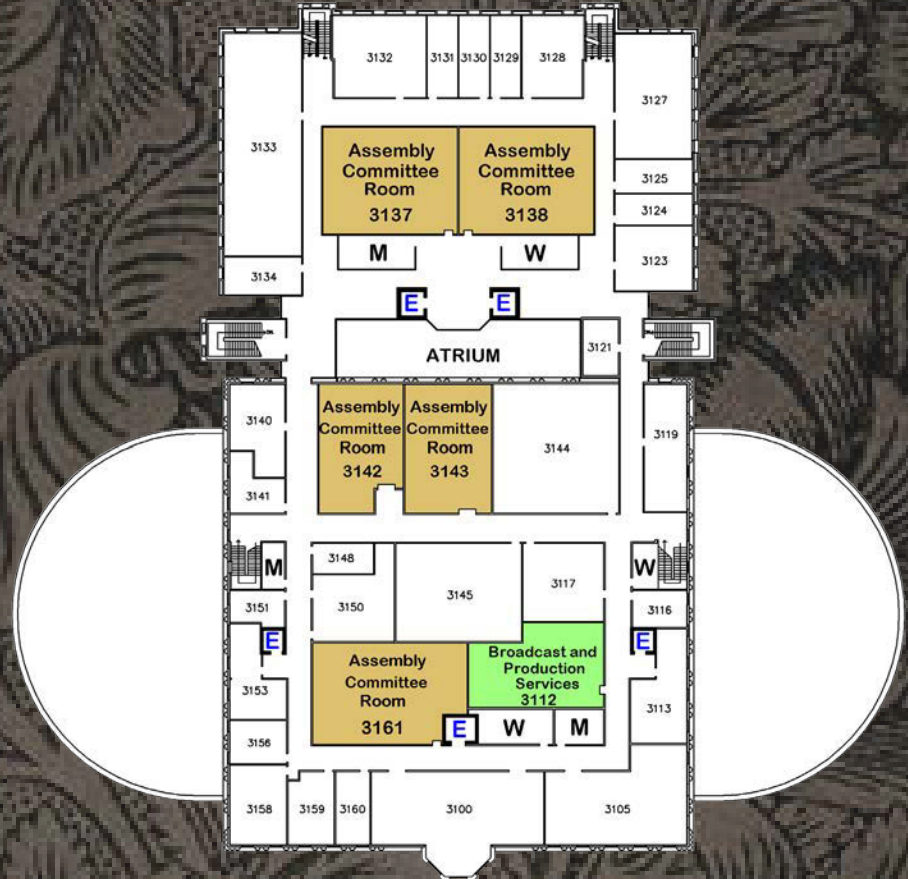 3132
3131
3130
3129
3128
3133
3127
Assembly
Committee
Room
3137
Assembly
Committee
Room
3138
3125
3124
3123
M
W
3134
E
E
ATRIUM
3121
3140
Assembly
Committee
Room
3142
Assembly
Committee
Room
3143
3144
3119
3141
M
3148
W
3150
3145
3117
3151
3116
E
E
Assembly
Committee
Room
3161
Broadcast and
Production
Services
3112
3153
3113
E
W
M
3156
3158
3159
3160
3100
3105